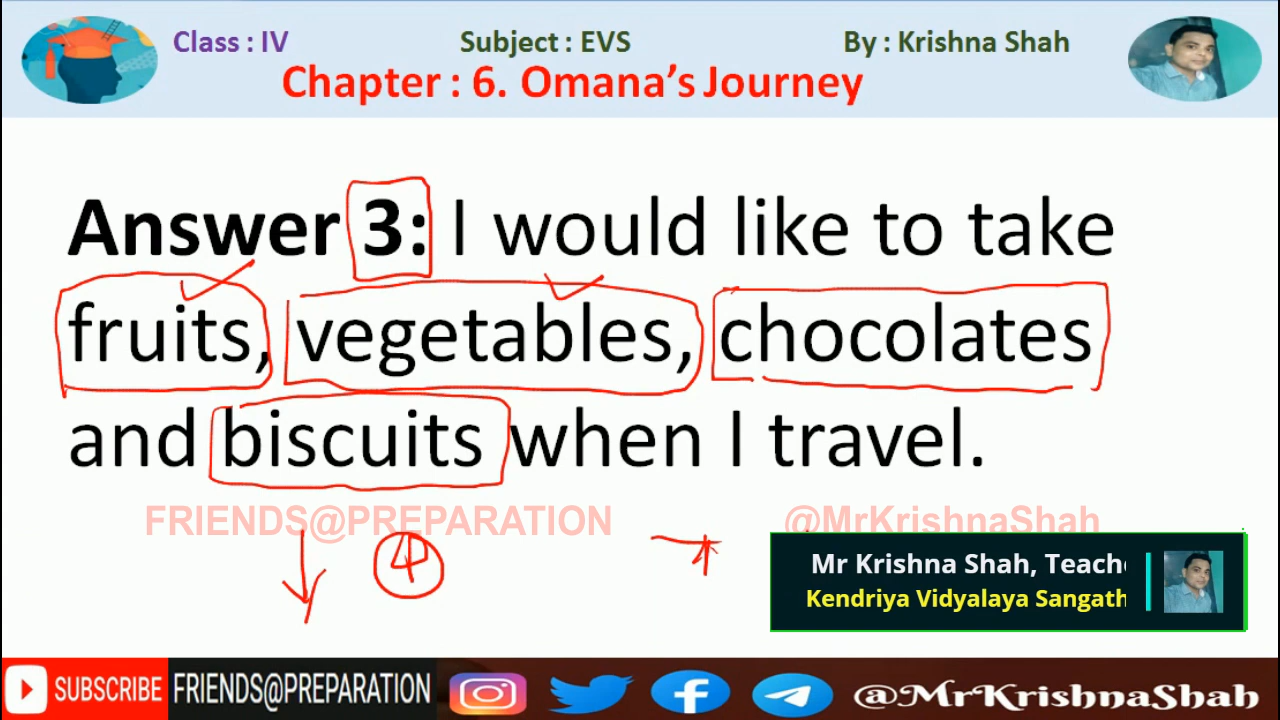 Class : IV Subject : EVS By : Krishna Shah
Chapter : 6. Omana's Journey
Answer 3: I would like to take
fruits, vegetables, chocolates
and biscuits when I travel.
FRIENDS@PREPARATION @MrKrishnaShah
4
Mr Krishna Shah, Teach
Kendriya Vidyalaya Sangath
SUBSCRIBE FRIENDS@PREPARATION @MrKrishnaShah